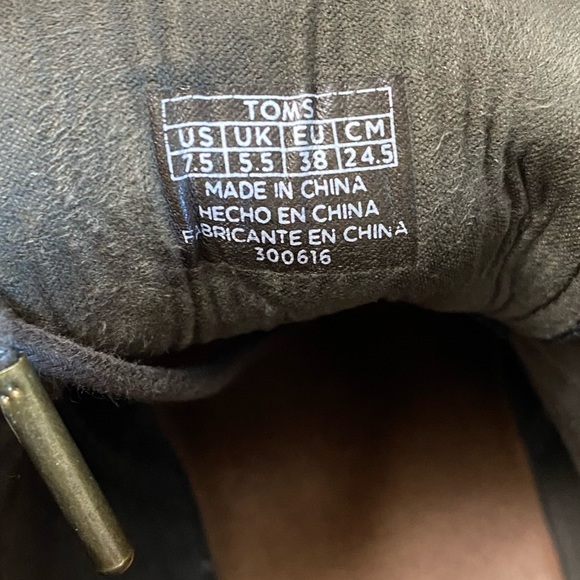 TOMS
US UK EU CM
7.5 5.5 38 24.5
MADE IN CHINA
HECHO EN CHINA
FABRICANTE EN CHINA
300616